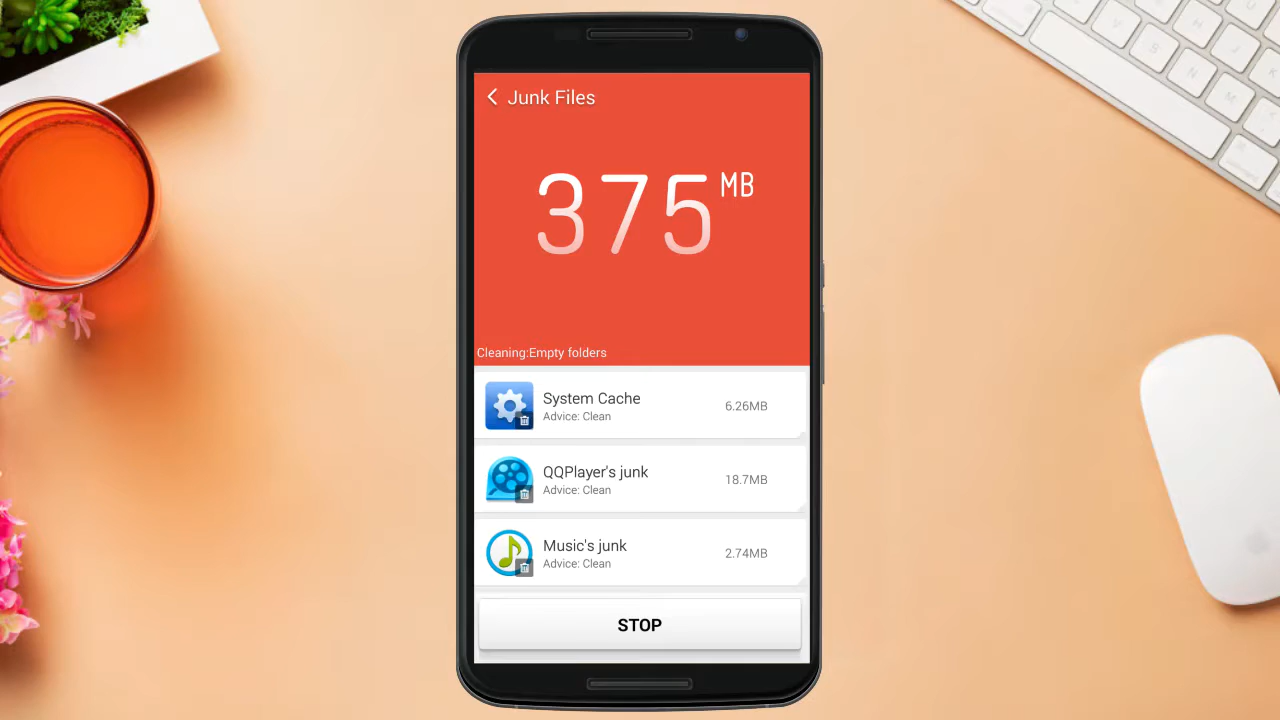 Junk Files
375 MB
Cleaning:Empty folders
System Cache
Advice: Clean
6.26MB
QQPlayer's junk
Advice: Clean
18.7MB
Music's junk
Advice: Clean
2.74MB
STOP